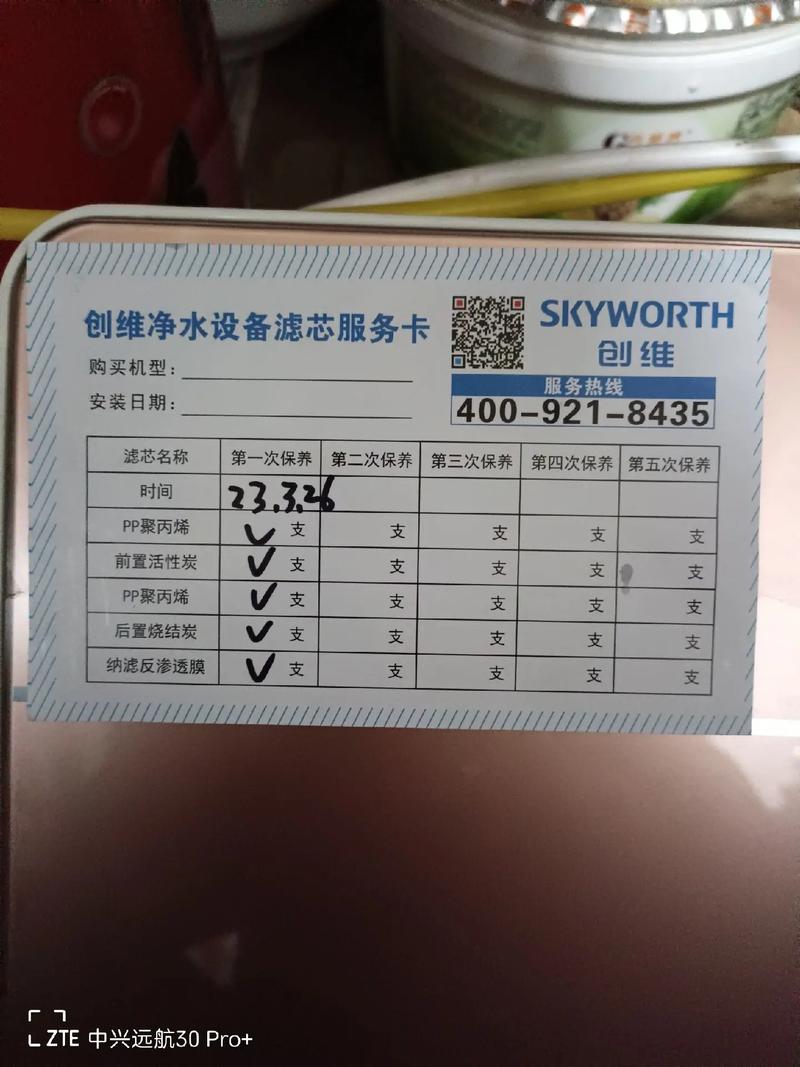 创维净水设备滤芯服务卡
SKYWORTH
创维
购买机型：
安装日期：
服务热线
400-921-8435
滤芯名称 第一次保养 第二次保养 第三次保养 第四次保养 第五次保养
时间 23.3.26
PP聚丙烯 ✓ 支 支 支 支 支
前置活性炭 ✓ 支 支 支 支 支
PP聚丙烯 ✓ 支 支 支 支 支
后置烧结炭 ✓ 支 支 支 支 支
纳滤反渗透膜 ✓ 支 支 支 支 支
ZTE 中兴远航30 Pro+